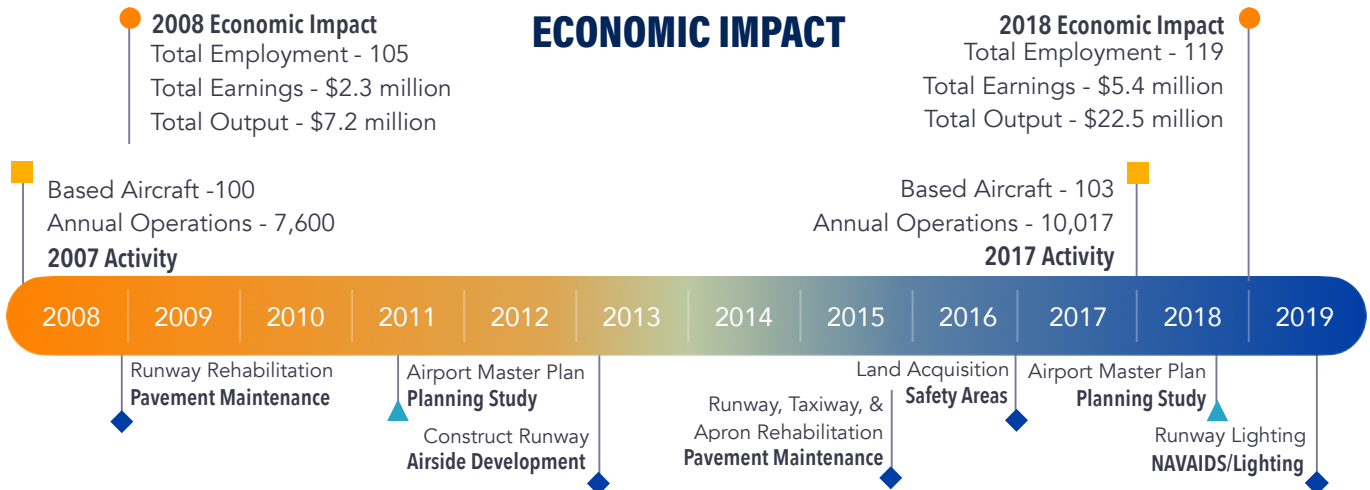 ECONOMIC IMPACT
2008 Economic Impact
Total Employment - 105
Total Earnings - $2.3 million
Total Output - $7.2 million
2018 Economic Impact
Total Employment - 119
Total Earnings - $5.4 million
Total Output - $22.5 million
Based Aircraft -100
Annual Operations - 7,600
2007 Activity
Based Aircraft - 103
Annual Operations - 10,017
2017 Activity
2008 2009 2010 2011 2012 2013 2014 2015 2016 2017 2018 2019
Runway Rehabilitation
Pavement Maintenance
Airport Master Plan
Planning Study
Construct Runway
Airside Development
Runway, Taxiway, &
Apron Rehabilitation
Pavement Maintenance
Land Acquisition
Safety Areas
Airport Master Plan
Planning Study
Runway Lighting
NAVAIDS/Lighting